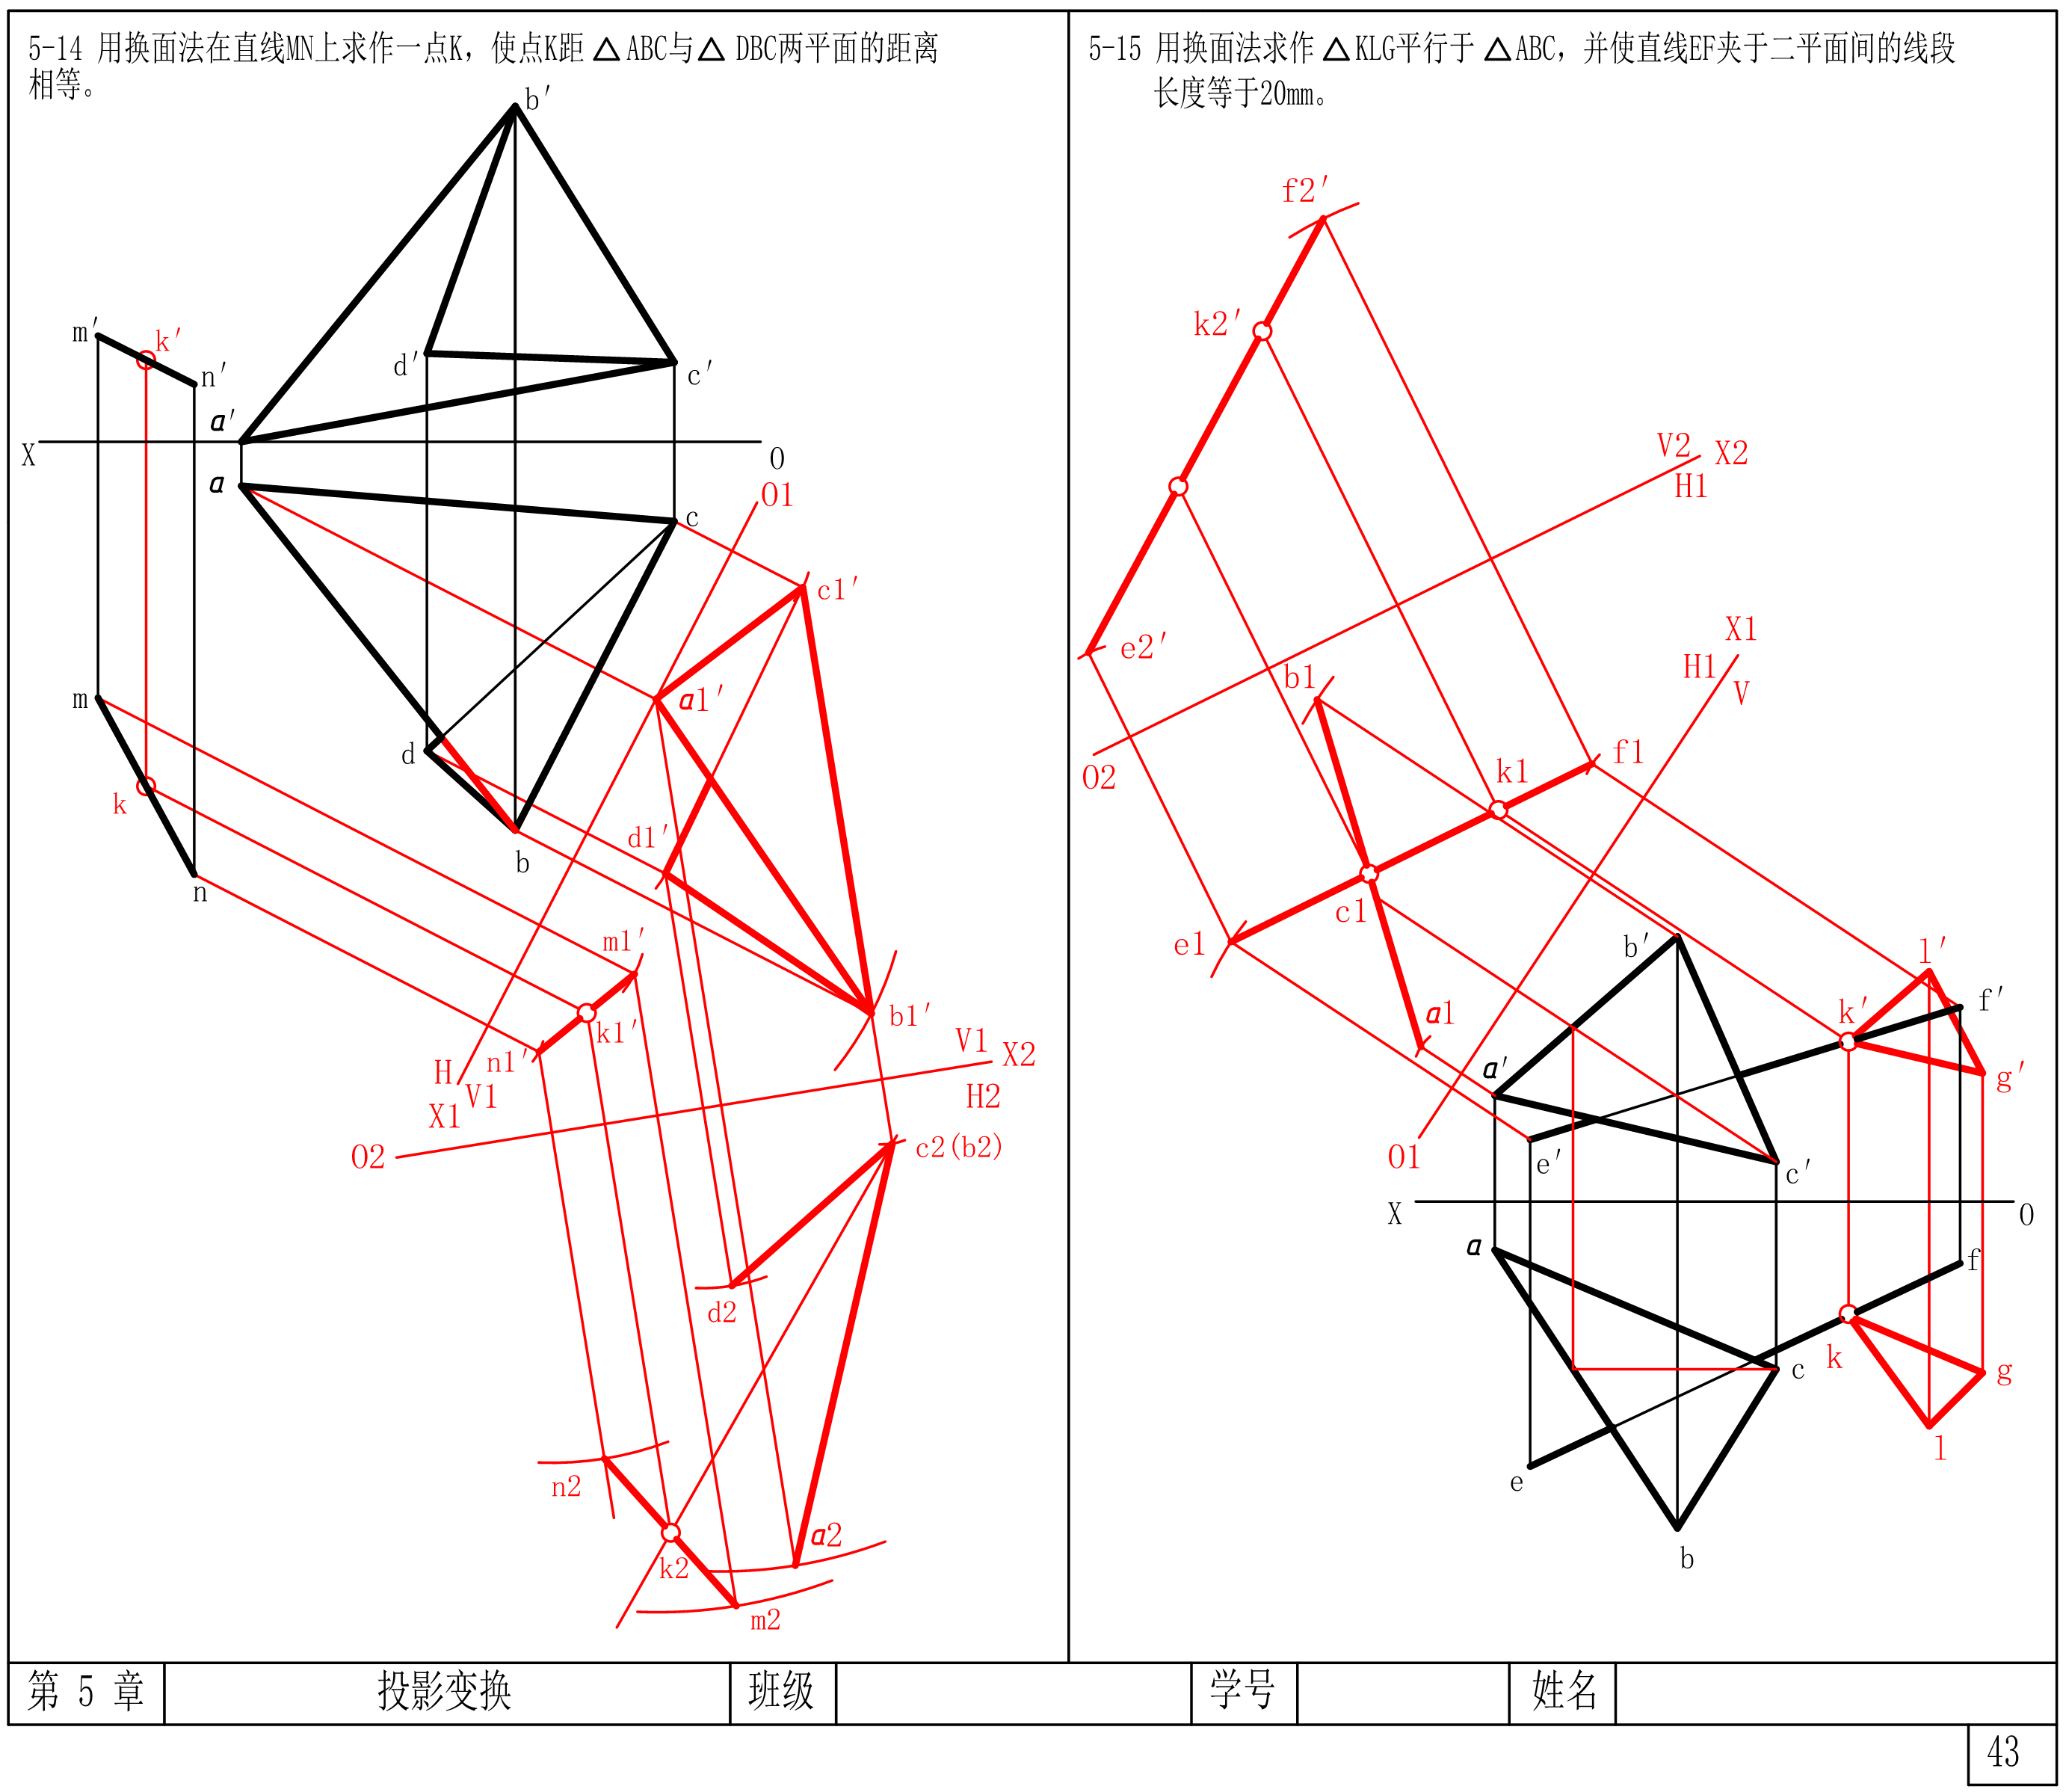 5-14 用换面法在直线MN上求作一点K，使点K距△ABC与△DBC两平面的距离
相等。
b′
m′
k′
n′
d′
c′
a′
X
O
a
O1
c
c1′
m
a1′
d
k
d1′
b
n
m1′
b1′
k1′
n1′
H
V1
X1
V1
X2
H2
O2
c2(b2)
d2
n2
a2
k2
m2
5-15 用换面法求作△KLG平行于△ABC，并使直线EF夹于二平面间的线段
长度等于20mm。
f2′
k2′
V2
X2
H1
e2′
X1
H1
V
b1
O2
f1
k1
c1
e1
b′
l′
f′
a1
k′
a′
g′
O1
e′
c′
X
O
a
f
k
c
g
l
e
b
第 5 章
投影变换
班级
学号
姓名
43